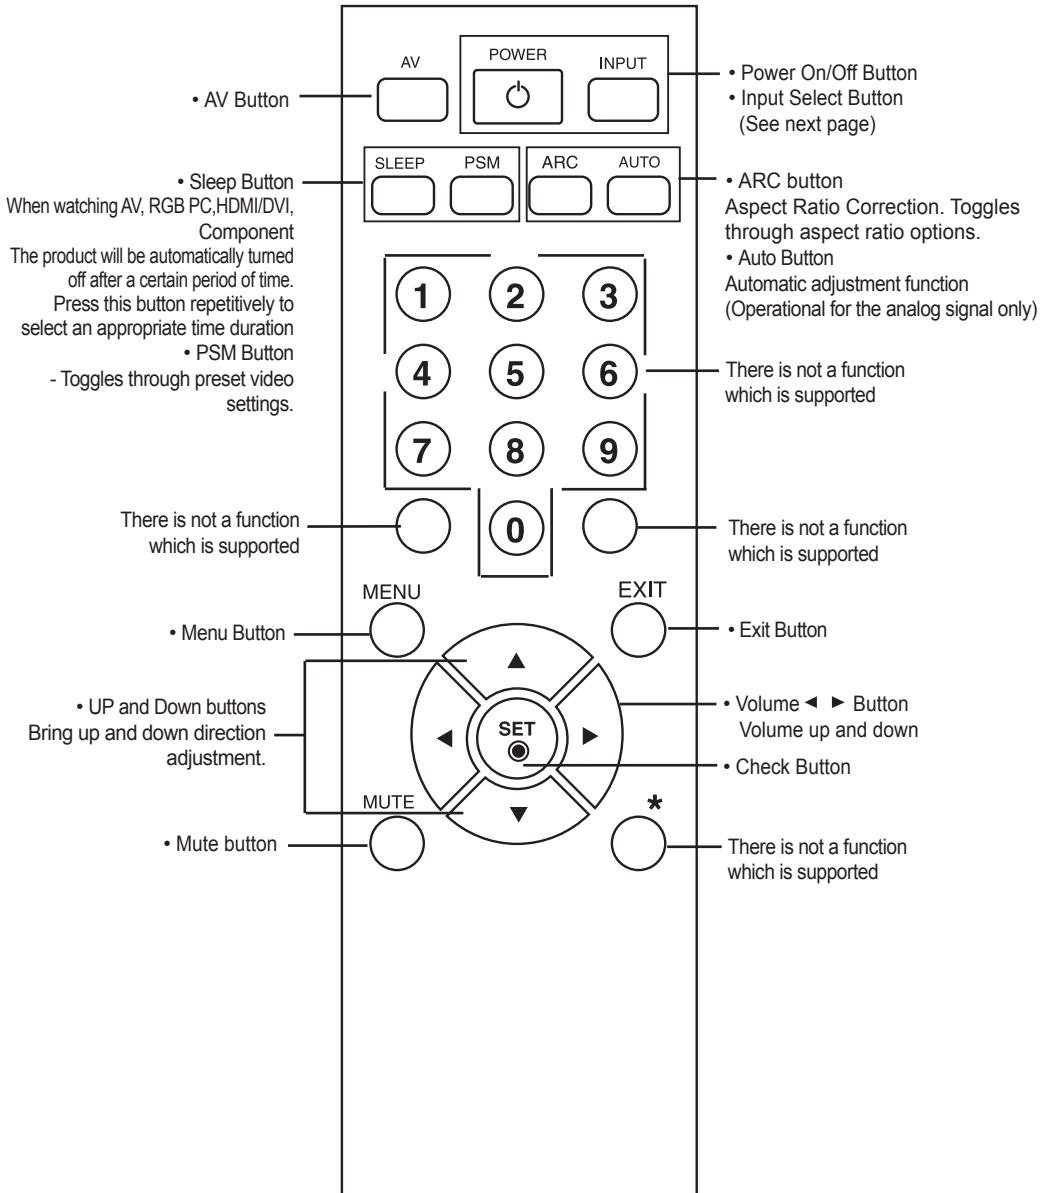 AV
POWER
INPUT
• AV Button
• Power On/Off Button
• Input Select Button
(See next page)
SLEEP
PSM
ARC
AUTO
• Sleep Button
When watching AV, RGB PC,HDMI/DVI,
Component
The product will be automatically turned
off after a certain period of time.
Press this button repetitively to
select an appropriate time duration
• PSM Button
- Toggles through preset video
settings.
• ARC button
Aspect Ratio Correction. Toggles
through aspect ratio options.
• Auto Button
Automatic adjustment function
(Operational for the analog signal only)
1 2 3
4 5 6
7 8 9
0
There is not a function
which is supported
There is not a function
which is supported
There is not a function
which is supported
MENU
EXIT
• Menu Button
• Exit Button
• UP and Down buttons
Bring up and down direction
adjustment.
▲
◀
SET
◉
▶
▼
• Volume ◀ ▶ Button
Volume up and down
• Check Button
MUTE
*
• Mute button
There is not a function
which is supported